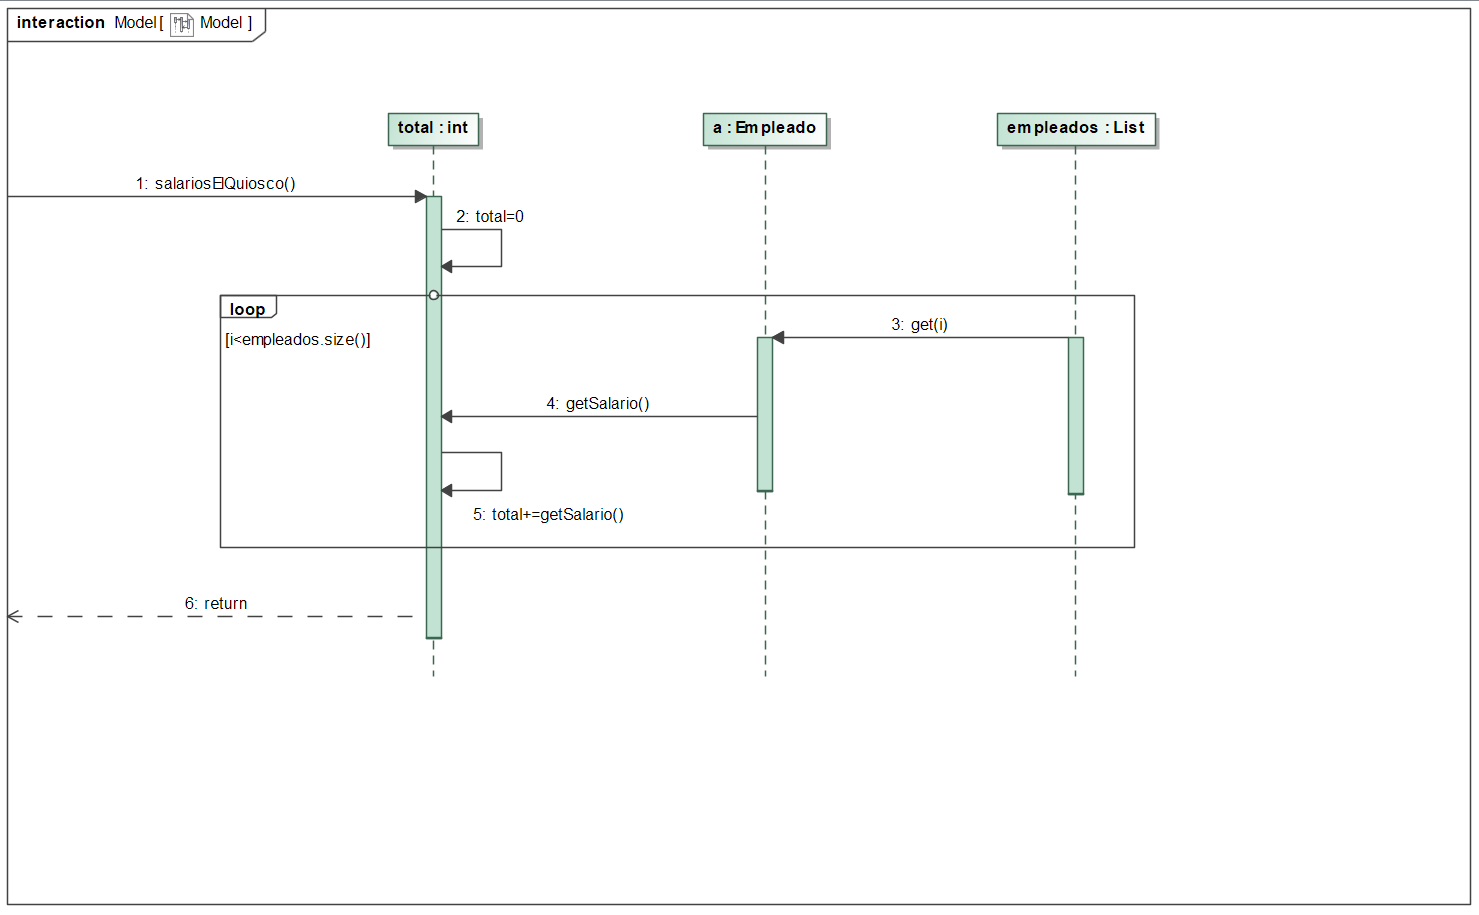 interaction Model[ Model ]
total : int
a : Empleado
empleados : List
1: salariosElQuiosco()
2: total=0
loop
[i<empleados.size()]
3: get(i)
4: getSalario()
5: total+=getSalario()
6: return